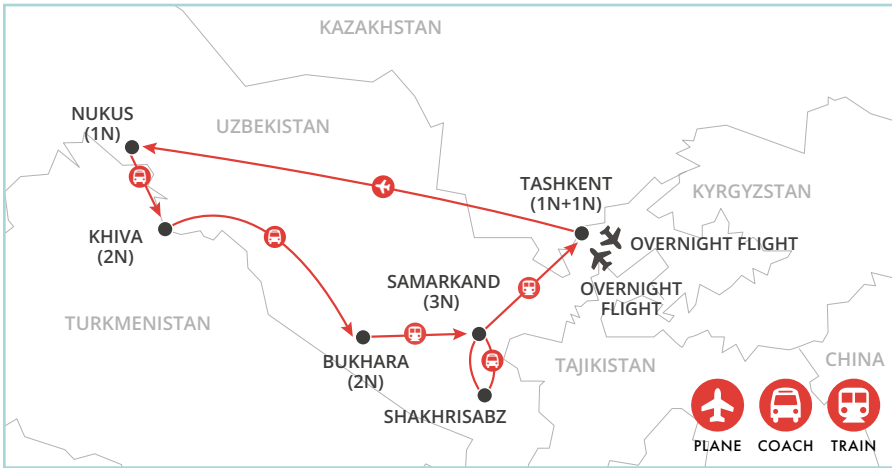 KAZAKHSTAN
NUKUS
(1N)
UZBEKISTAN
TASHKENT
(1N+1N)
KYRGYZSTAN
KHIVA
(2N)
OVERNIGHT FLIGHT
SAMARKAND
(3N)
OVERNIGHT
FLIGHT
TURKMENISTAN
BUKHARA
(2N)
TAJIKISTAN
CHINA
SHAKHRISABZ
PLANE
COACH
TRAIN